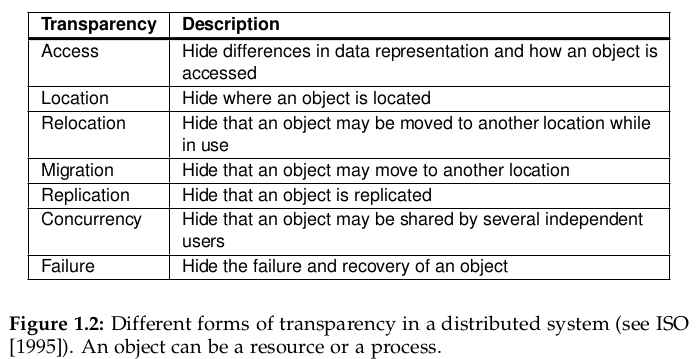 Transparency Description
Access Hide differences in data representation and how an object is
accessed
Location Hide where an object is located
Relocation Hide that an object may be moved to another location while
in use
Migration Hide that an object may move to another location
Replication Hide that an object is replicated
Concurrency Hide that an object may be shared by several independent
users
Failure Hide the failure and recovery of an object
Figure 1.2: Different forms of transparency in a distributed system (see ISO
[1995]). An object can be a resource or a process.